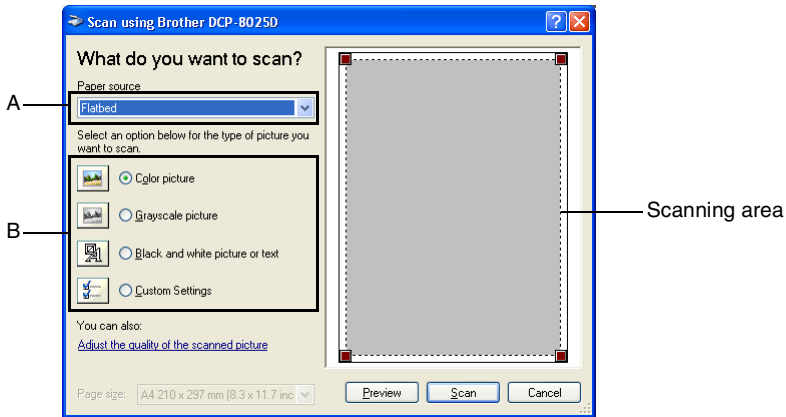 Scan using Brother DCP-8025D
What do you want to scan?
Paper source
A
Flatbed
Select an option below for the type of picture you
want to scan.
Color picture
Grayscale picture
B
Black and white picture or text
Custom Settings
You can also:
Adjust the quality of the scanned picture
Page size:
A4 210 x 297 mm (8.3 x 11.7 inc
Scanning area
Preview
Scan
Cancel